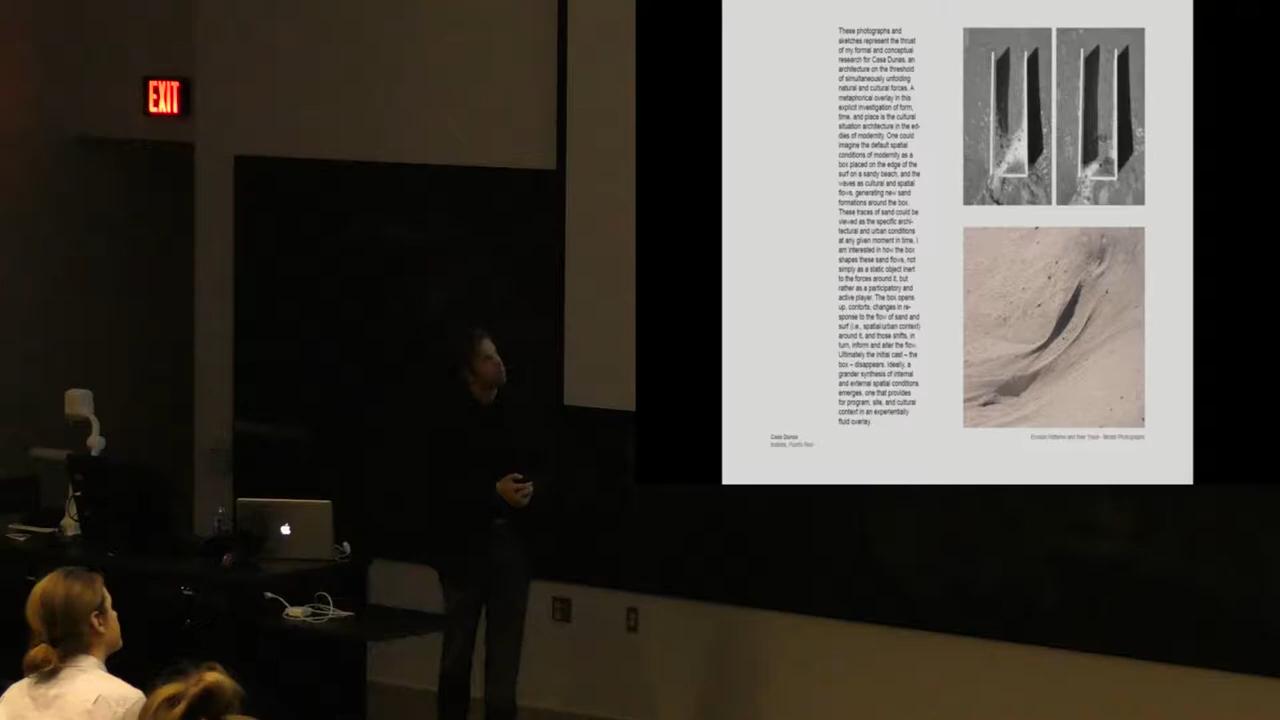 EXIT
These photographs and
sketches represent the thrust
of my formal and conceptual
research for Casa Dunas, an
architecture on the threshold
of simultaneously unfolding
natural and cultural forces. A
metaphorical overlay in this
explicit investigation of form,
time, and place is the cultural
situation architecture in the ed-
dies of modernity. One could
imagine the default spatial
conditions of modernity as a
box placed on the edge of the
surf on a sandy beach, and the
waves as cultural and spatial
flows, generating new sand
formations around the box.
These traces of sand could be
viewed as the specific archi-
tectural and urban conditions
at any given moment in time. I
am interested in how the box
shapes these sand flows, not
simply as a static object inert
to the forces around it, but
rather as a participatory and
active player. The box opens
up, contorts, changes in re-
sponse to the flow of sand and
surf (i.e., spatial/urban context)
around it, and those shifts, in
turn, inform and alter the flow.
Ultimately the initial cast – the
box – disappears. Ideally, a
grander synthesis of internal
and external spatial conditions
emerges, one that provides
for program, site, and cultural
context in an experientially
fluid overlay.
Casa Dunas
Isabela, Puerto Rico
Erosion Patterns and their Trace - Model Photographs